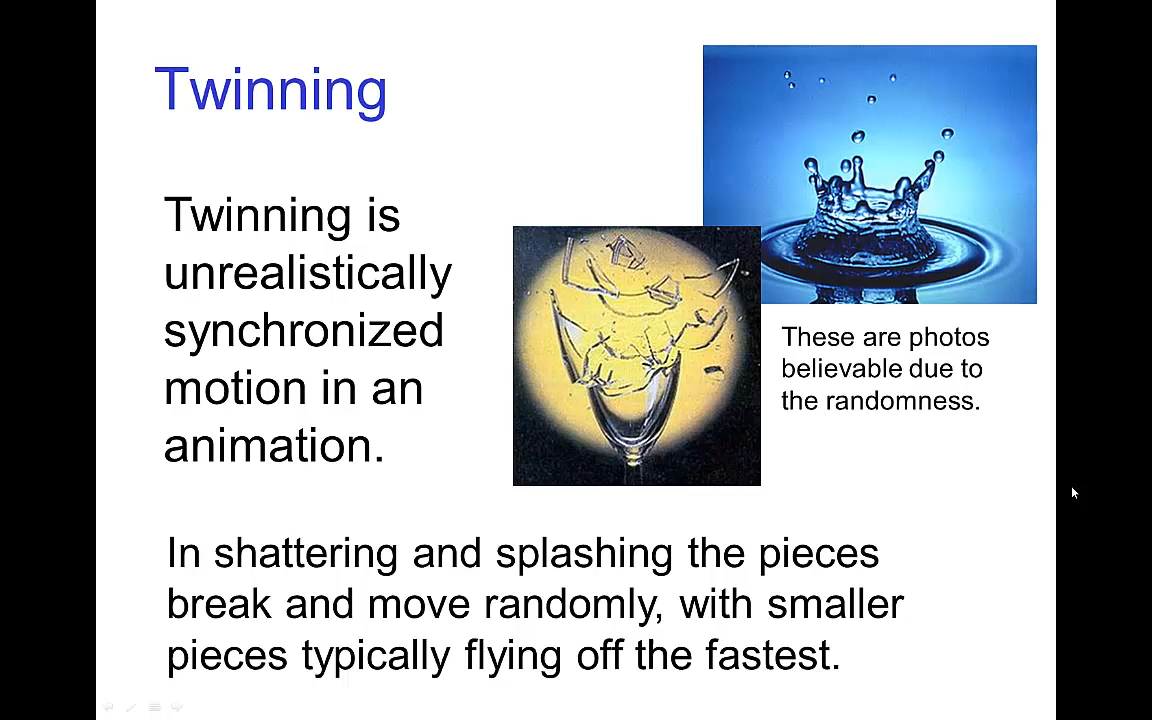 Twinning
Twinning is
unrealistically
synchronized
motion in an
animation.
These are photos
believable due to
the randomness.
In shattering and splashing the pieces
break and move randomly, with smaller
pieces typically flying off the fastest.